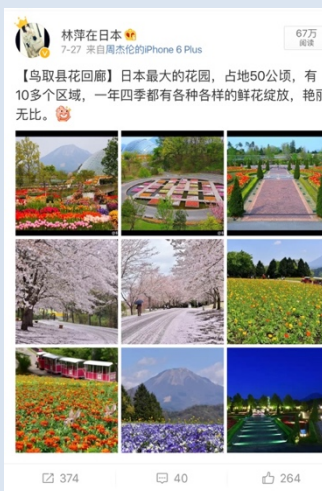 林萍在日本
67万
7-27 来自周杰伦的iPhone 6 Plus
阅读
【鸟取县花回廊】日本最大的花园，占地50公顷，有
10多个区域，一年四季都有各种各样的鲜花绽放，艳丽
无比。
374
40
264